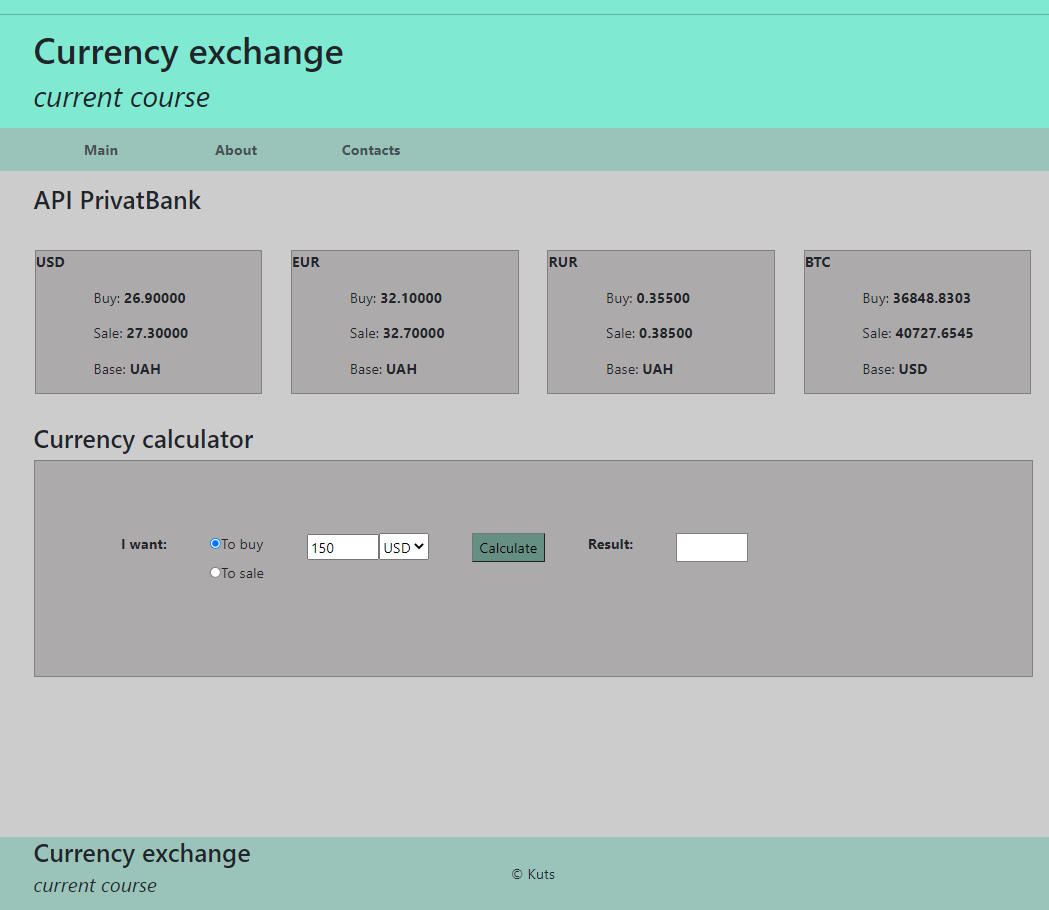 Currency exchange
current course
Main About Contacts
API PrivatBank
USD
Buy: 26.90000
Sale: 27.30000
Base: UAH
EUR
Buy: 32.10000
Sale: 32.70000
Base: UAH
RUR
Buy: 0.35500
Sale: 0.38500
Base: UAH
BTC
Buy: 36848.8303
Sale: 40727.6545
Base: USD
Currency calculator
I want: To buy 150 USD Calculate Result:
To sale
Currency exchange
current course
© Kuts